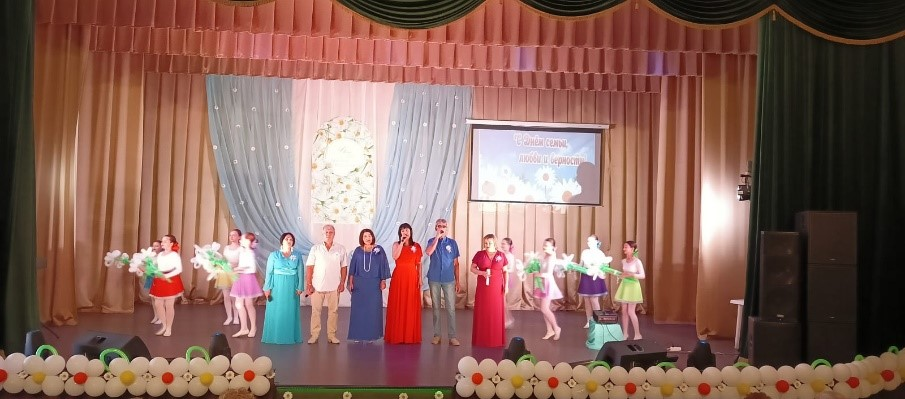 С Днём семьи,
любви и верности